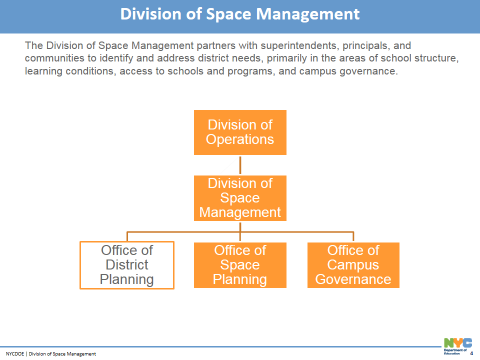 Division of Space Management
The Division of Space Management partners with superintendents, principals, and
communities to identify and address district needs, primarily in the areas of school structure,
learning conditions, access to schools and programs, and campus governance.
Division of
Operations
Division of
Space
Management
Office of
District
Planning
Office of
Space
Planning
Office of
Campus
Governance
NYCDOE | Division of Space Management
NYC
Department of
Education
4